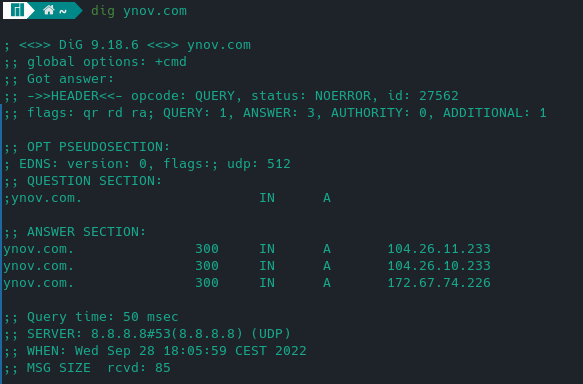 ~ dig ynov.com
; <<>> DiG 9.18.6 <<>> ynov.com
;; global options: +cmd
;; Got answer:
;; ->>HEADER<<- opcode: QUERY, status: NOERROR, id: 27562
;; flags: qr rd ra; QUERY: 1, ANSWER: 3, AUTHORITY: 0, ADDITIONAL: 1
;; OPT PSEUDOSECTION:
; EDNS: version: 0, flags:; udp: 512
;; QUESTION SECTION:
;ynov.com. IN A
;; ANSWER SECTION:
ynov.com. 300 IN A 104.26.11.233
ynov.com. 300 IN A 104.26.10.233
ynov.com. 300 IN A 172.67.74.226
;; Query time: 50 msec
;; SERVER: 8.8.8.8#53(8.8.8.8) (UDP)
;; WHEN: Wed Sep 28 18:05:59 CEST 2022
;; MSG SIZE rcvd: 85